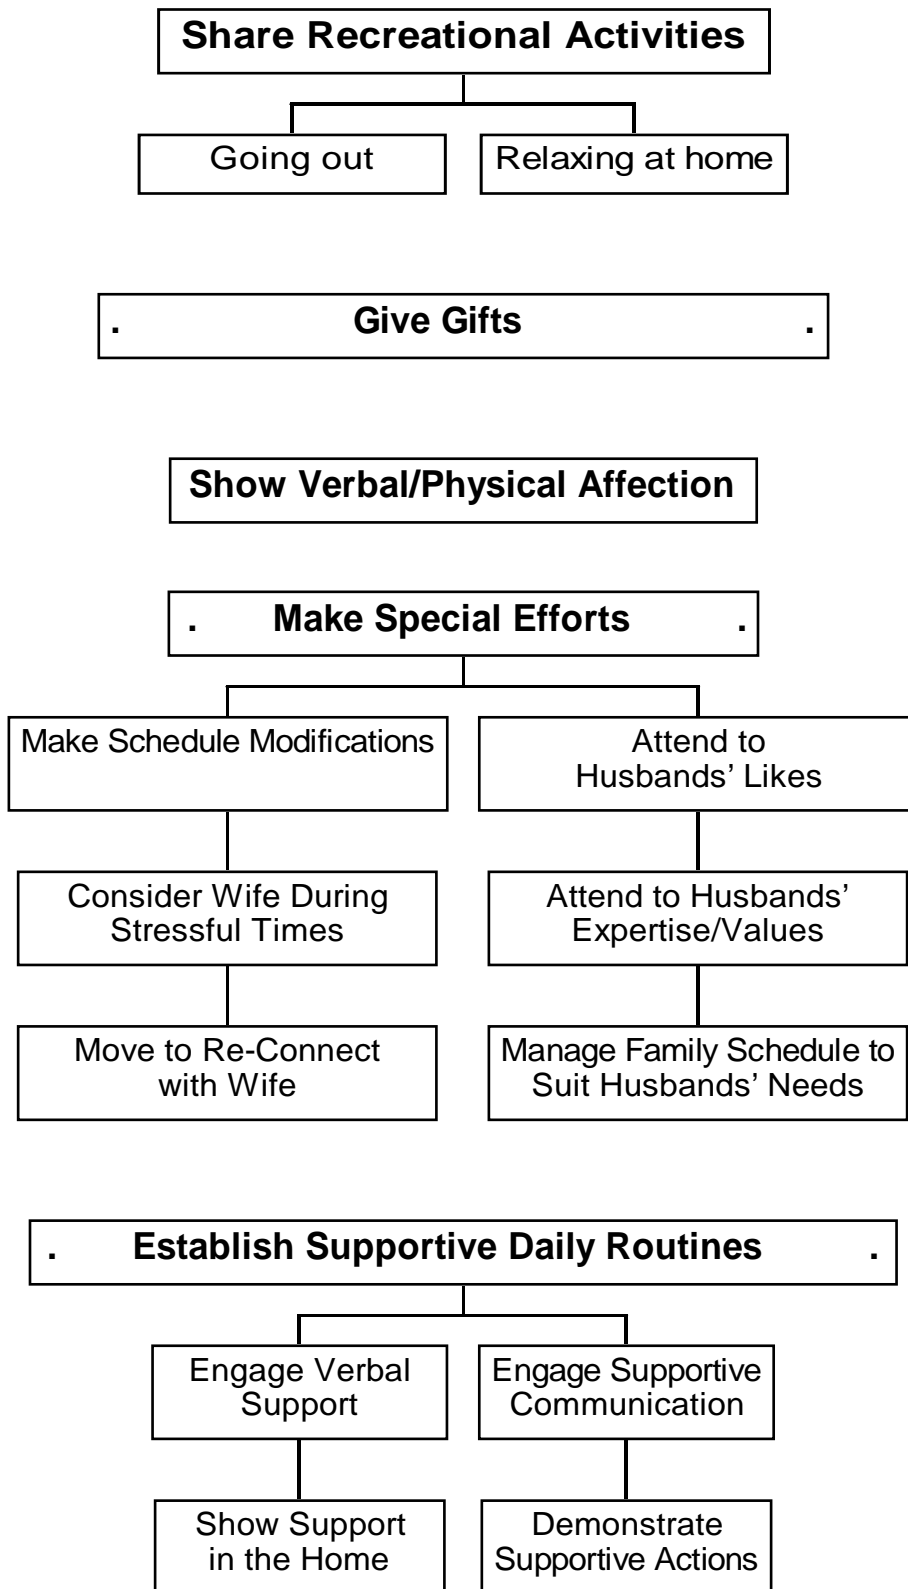 Share Recreational Activities
Going out
Relaxing at home
. Give Gifts .
Show Verbal/Physical Affection
. Make Special Efforts .
Make Schedule Modifications
Attend to
Husbands’ Likes
Consider Wife During
Stressful Times
Attend to Husbands’
Expertise/Values
Move to Re-Connect
with Wife
Manage Family Schedule to
Suit Husbands’ Needs
. Establish Supportive Daily Routines .
Engage Verbal
Support
Engage Supportive
Communication
Show Support
in the Home
Demonstrate
Supportive Actions